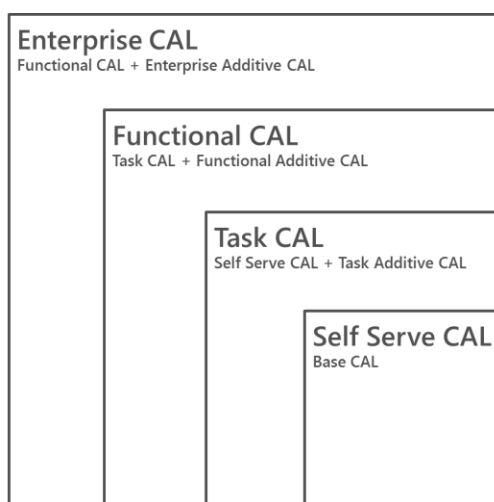 Enterprise CAL
Functional CAL + Enterprise Additive CAL
Functional CAL
Task CAL + Functional Additive CAL
Task CAL
Self Serve CAL + Task Additive CAL
Self Serve CAL
Base CAL